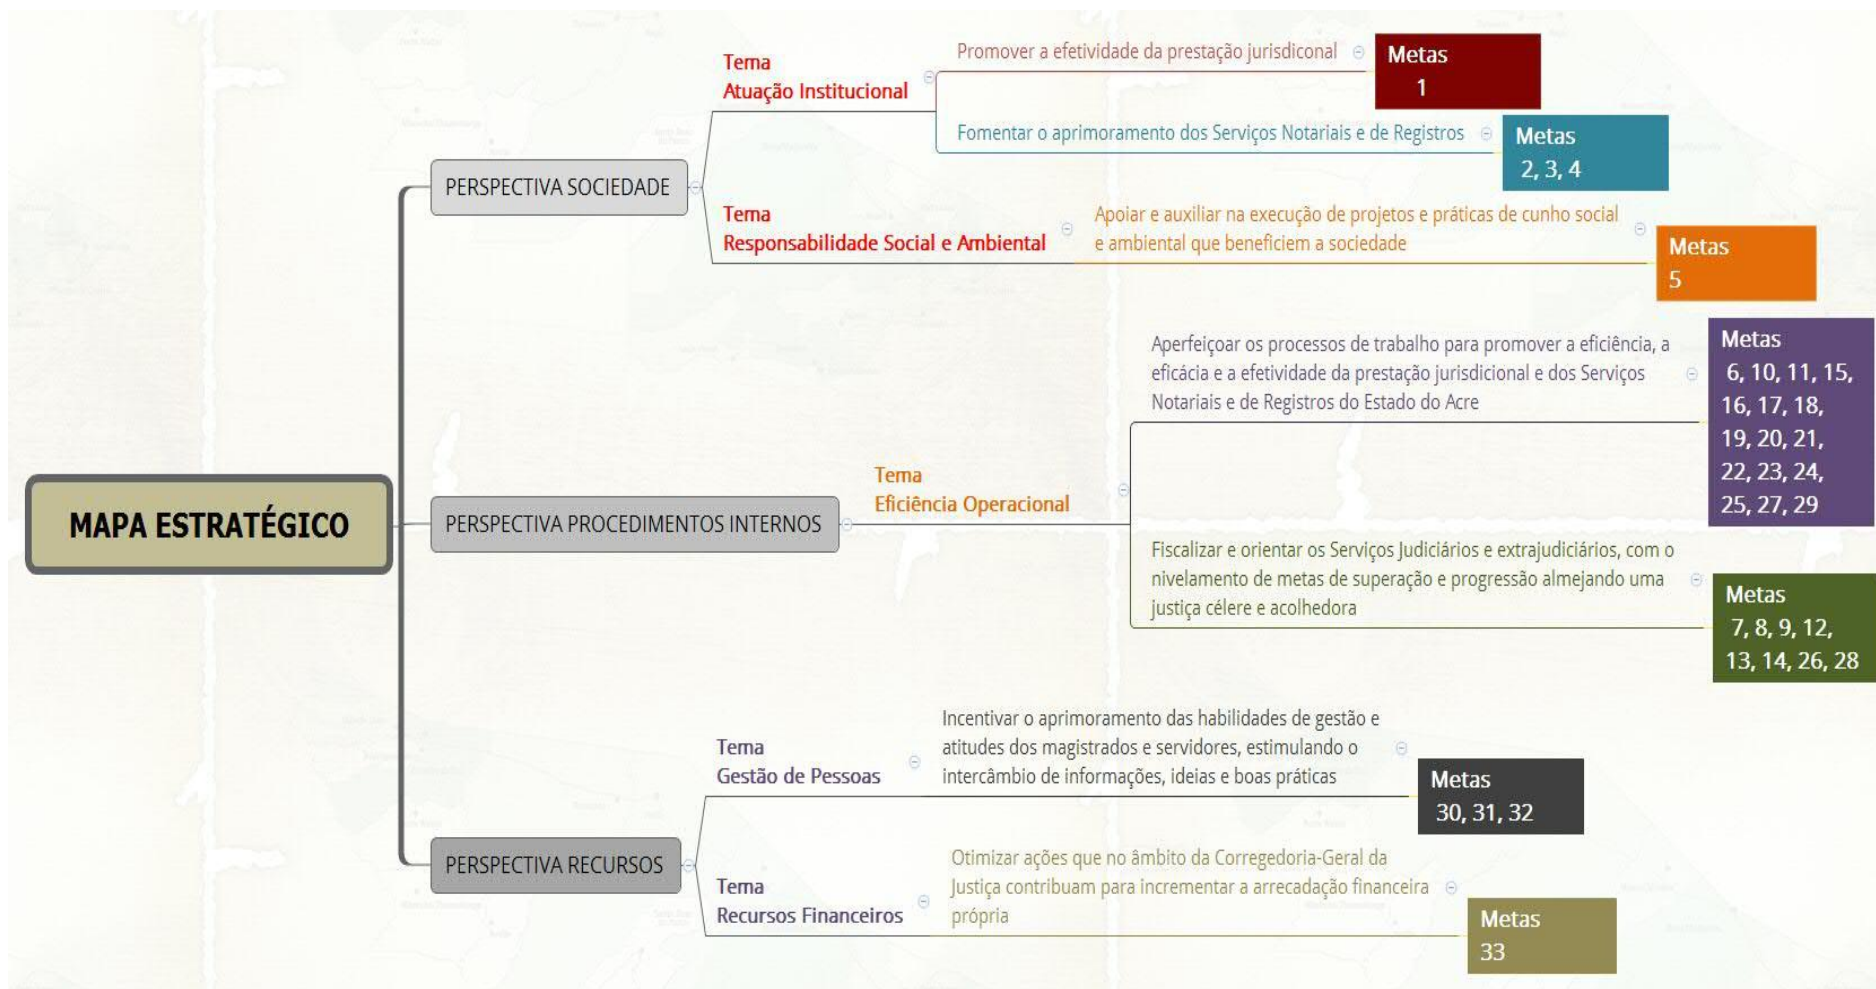 MAPA ESTRATÉGICO
PERSPECTIVA SOCIEDADE
Tema
Atuação Institucional
Promover a efetividade da prestação jurisdiconal
Metas
1
Fomentar o aprimoramento dos Serviços Notariais e de Registros
Metas
2, 3, 4
Tema
Responsabilidade Social e Ambiental
Apoiar e auxiliar na execução de projetos e práticas de cunho social
e ambiental que beneficiem a sociedade
Metas
5
PERSPECTIVA PROCEDIMENTOS INTERNOS
Tema
Eficiência Operacional
Aperfeiçoar os processos de trabalho para promover a eficiência, a
eficácia e a efetividade da prestação jurisdicional e dos Serviços
Notariais e de Registros do Estado do Acre
Metas
6, 10, 11, 15,
16, 17, 18,
19, 20, 21,
22, 23, 24,
25, 27, 29
Fiscalizar e orientar os Serviços Judiciários e extrajudiciários, com o
nivelamento de metas de superação e progressão almejando uma
justiça célere e acolhedora
Metas
7, 8, 9, 12,
13, 14, 26, 28
PERSPECTIVA RECURSOS
Tema
Gestão de Pessoas
Incentivar o aprimoramento das habilidades de gestão e
atitudes dos magistrados e servidores, estimulando o
intercâmbio de informações, ideias e boas práticas
Metas
30, 31, 32
Tema
Recursos Financeiros
Otimizar ações que no âmbito da Corregedoria-Geral da
Justiça contribuam para incrementar a arrecadação financeira
própria
Metas
33